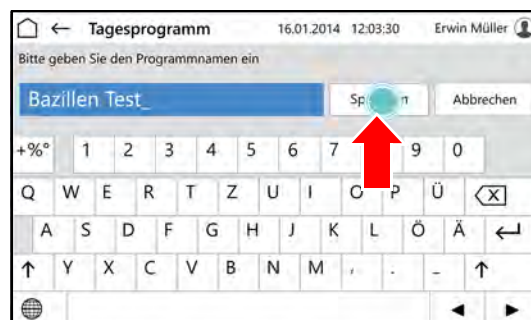 Tagesprogramm 16.01.2014 12:03:30 Erwin Müller
Bitte geben Sie den Programmnamen ein
Bazillen Test_ Abbrechen
+%° 1 2 3 4 5 6 7 9 0
Q W E R T Z U I O P Ü
A S D F G H J K L Ö Ä
Y X C V B N M , . -